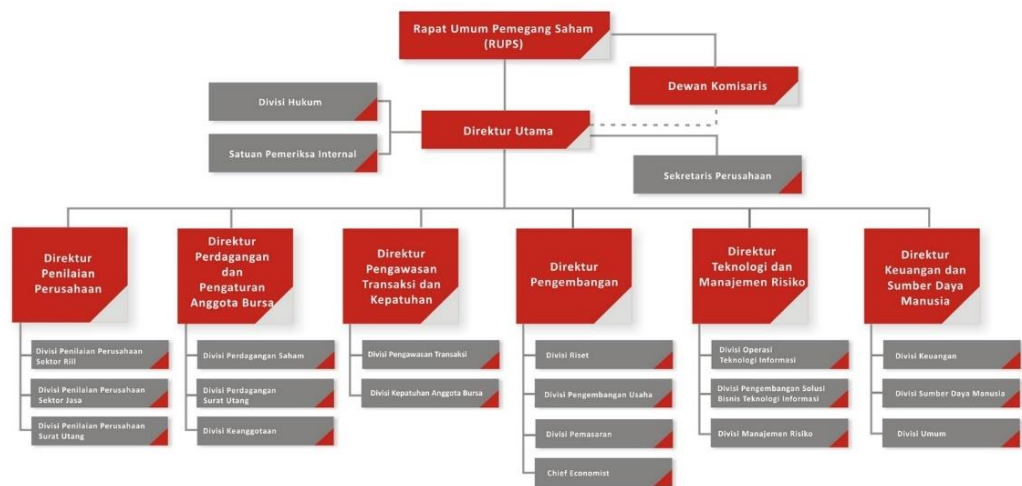 Rapat Umum Pemegang Saham
(RUPS)
Dewan Komisaris
Divisi Hukum
Direktur Utama
Satuan Pemeriksa Internal
Sekretaris Perusahaan
Direktur
Penilaian
Perusahaan
Direktur
Perdagangan
dan
Pengaturan
Anggota Bursa
Direktur
Pengawasan
Transaksi dan
Kepatuhan
Direktur
Pengembangan
Direktur
Teknologi dan
Manajemen Risiko
Direktur
Keuangan dan
Sumber Daya
Manusia
Divisi Penilaian Perusahaan
Sektor Riil
Divisi Penilaian Perusahaan
Sektor Jasa
Divisi Penilaian Perusahaan
Surat Utang
Divisi Perdagangan Saham
Divisi Perdagangan
Surat Utang
Divisi Keanggotaan
Divisi Pengawasan Transaksi
Divisi Kepatuhan Anggota Bursa
Divisi Riset
Divisi Pengembangan Usaha
Divisi Pemasaran
Chief Economist
Divisi Operasi
Teknologi Informasi
Divisi Pengembangan Solusi
Bisnis Teknologi Informasi
Divisi Manajemen Risiko
Divisi Keuangan
Divisi Sumber Daya Manusia
Divisi Umum